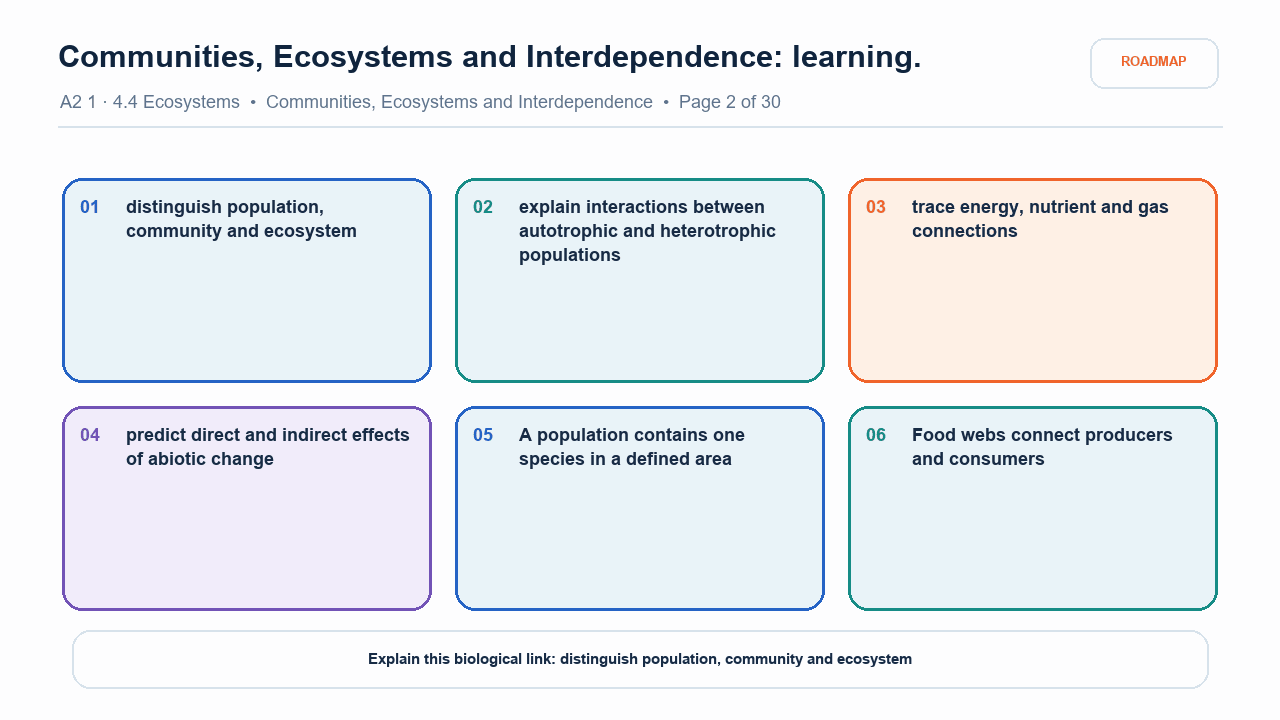 Communities, Ecosystems and Interdependence: learning.
ROADMAP
A2 1 · 4.4 Ecosystems • Communities, Ecosystems and Interdependence • Page 2 of 30
01 distinguish population,
community and ecosystem
02 explain interactions between
autotrophic and heterotrophic
populations
03 trace energy, nutrient and gas
connections
04 predict direct and indirect effects
of abiotic change
05 A population contains one
species in a defined area
06 Food webs connect producers
and consumers
Explain this biological link: distinguish population, community and ecosystem